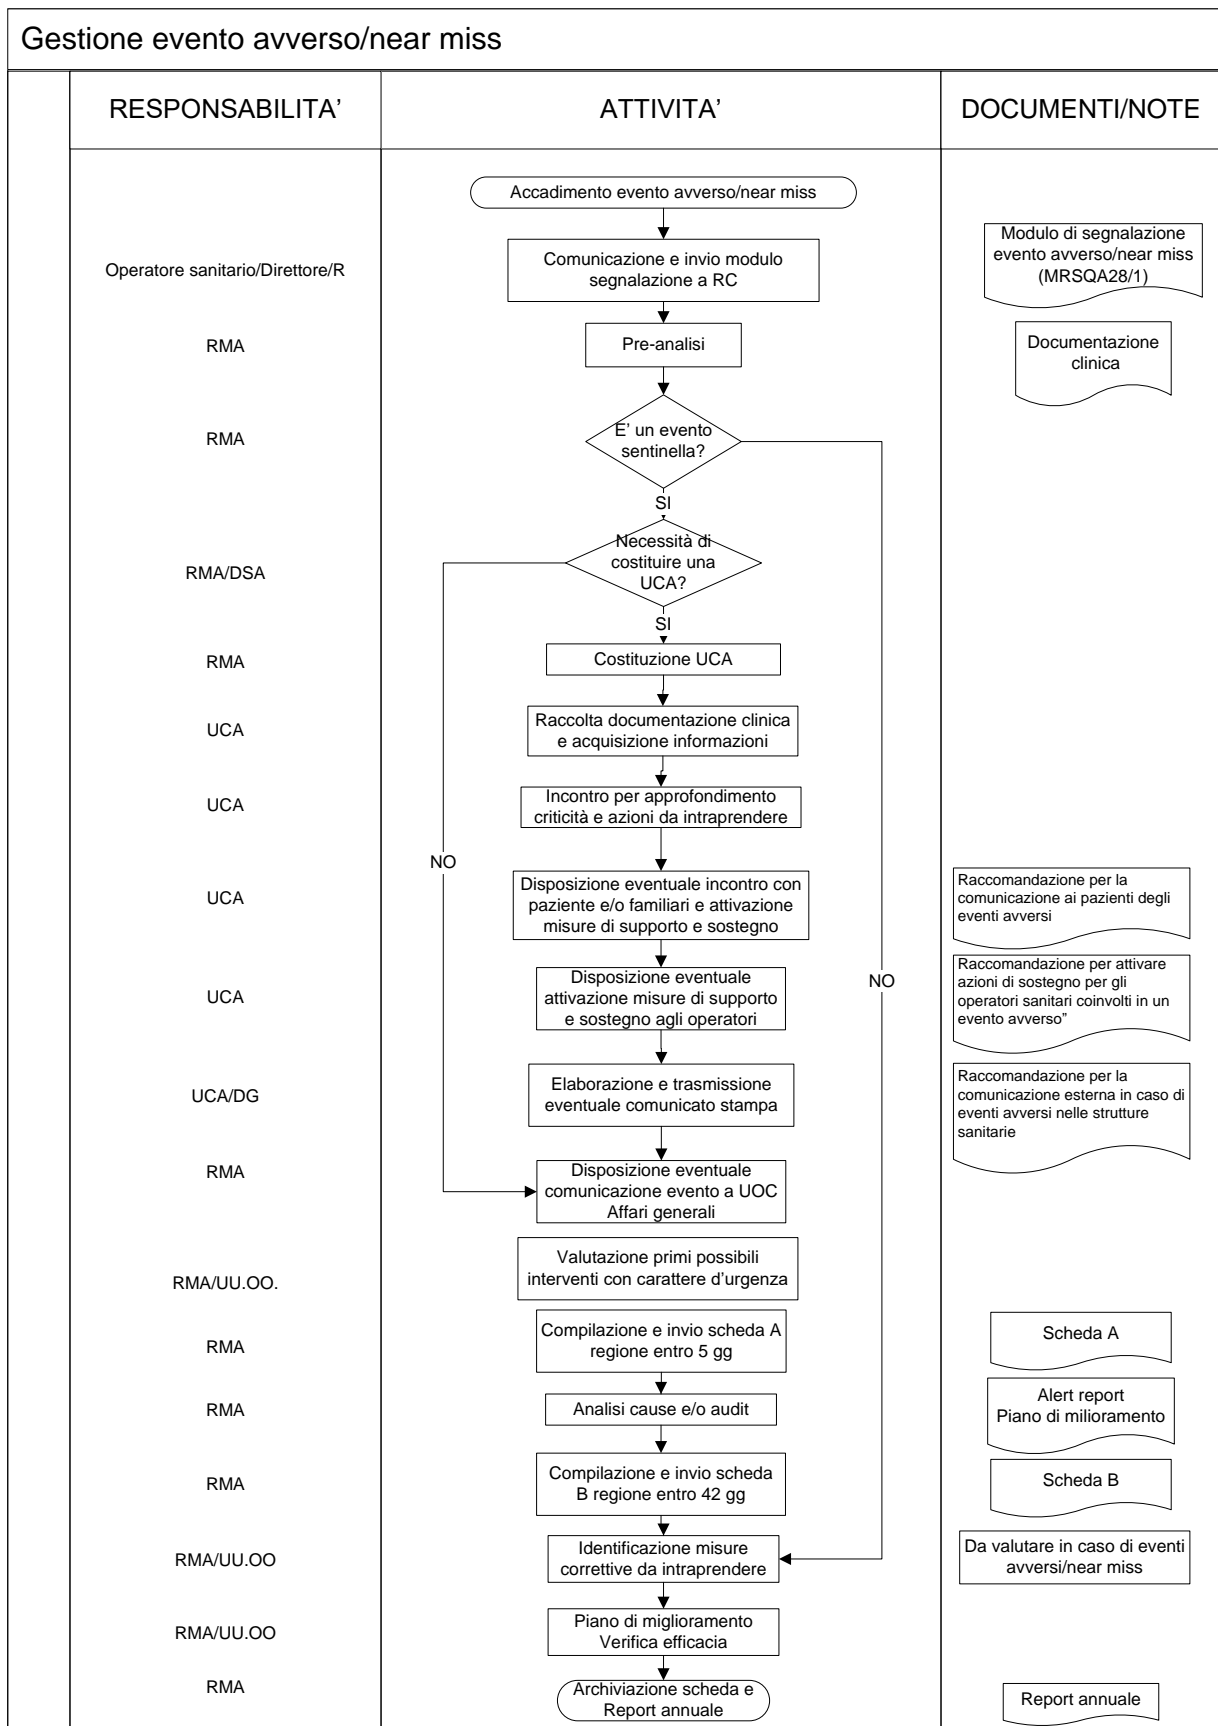 Gestione evento avverso/near miss
RESPONSABILITA’
ATTIVITA’
DOCUMENTI/NOTE
Accadimento evento avverso/near miss
Operatore sanitario/Direttore/R
Comunicazione e invio modulo
segnalazione a RC
Modulo di segnalazione
evento avverso/near miss
(MRSQA28/1)
RMA
Pre-analisi
Documentazione
clinica
RMA
E’ un evento
sentinella?
SI
RMA/DSA
Necessità di
costituire una
UCA?
SI
RMA
Costituzione UCA
UCA
Raccolta documentazione clinica
e acquisizione informazioni
UCA
Incontro per approfondimento
criticità e azioni da intraprendere
NO
UCA
Disposizione eventuale incontro con
paziente e/o familiari e attivazione
misure di supporto e sostegno
Raccomandazione per la
comunicazione ai pazienti degli
eventi avversi
UCA
Disposizione eventuale
attivazione misure di supporto
e sostegno agli operatori
NO
Raccomandazione per attivare
azioni di sostegno per gli
operatori sanitari coinvolti in un
evento avverso”
UCA/DG
Elaborazione e trasmissione
eventuale comunicato stampa
Raccomandazione per la
comunicazione esterna in caso di
eventi avversi nelle strutture
sanitarie
RMA
Disposizione eventuale
comunicazione evento a UOC
Affari generali
RMA/UU.OO.
Valutazione primi possibili
interventi con carattere d’urgenza
RMA
Compilazione e invio scheda A
regione entro 5 gg
Scheda A
RMA
Analisi cause e/o audit
Alert report
Piano di milioramento
RMA
Compilazione e invio scheda
B regione entro 42 gg
Scheda B
RMA/UU.OO
Identificazione misure
correttive da intraprendere
Da valutare in caso di eventi
avversi/near miss
RMA/UU.OO
Piano di miglioramento
Verifica efficacia
RMA
Archiviazione scheda e
Report annuale
Report annuale